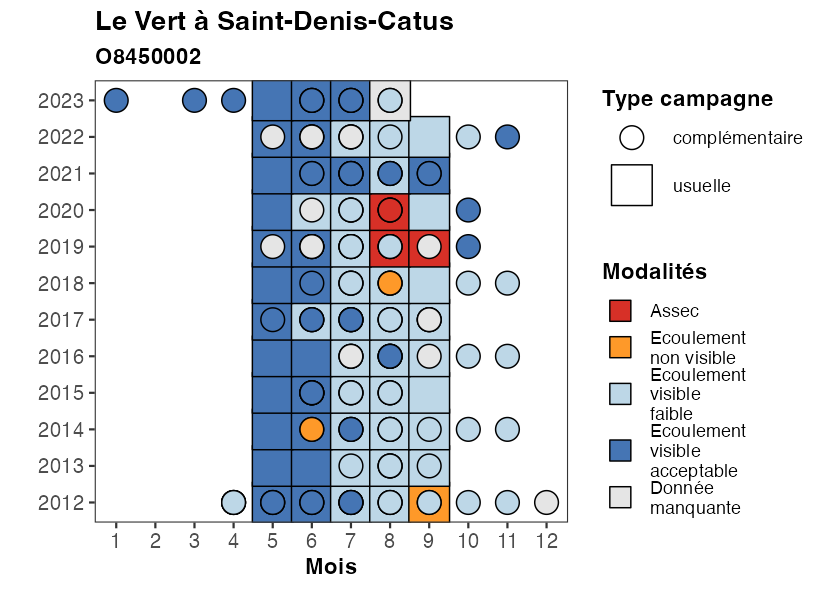 Le Vert à Saint-Denis-Catus
O8450002
2023
2022
2021
2020
2019
2018
2017
2016
2015
2014
2013
2012
1 2 3 4 5 6 7 8 9 10 11 12
Mois
Type campagne
complémentaire
usuelle
Modalités
Assec
Ecoulement
non visible
Ecoulement
visible
faible
Ecoulement
visible
acceptable
Donnée
manquante